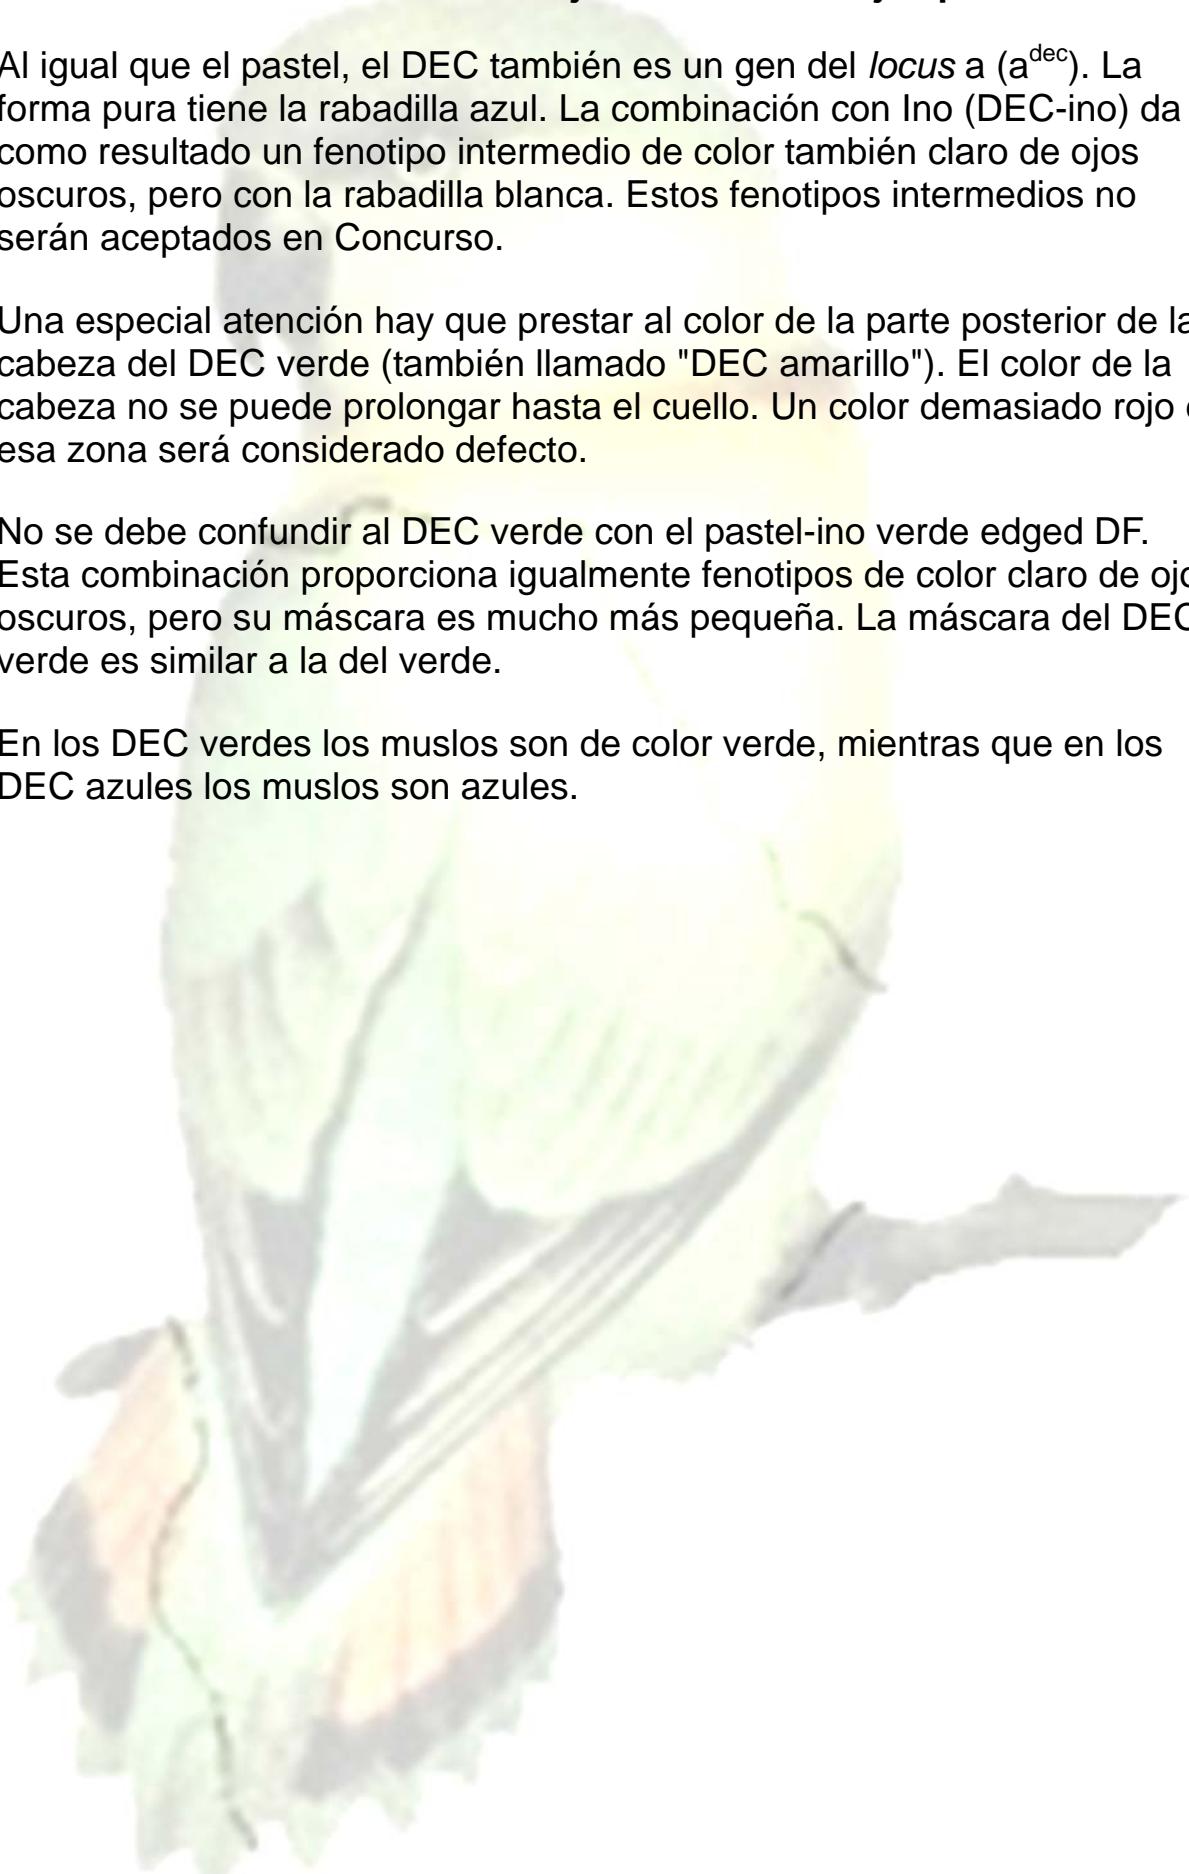 Al igual que el pastel, el DEC también es un gen del locus a (a^dec). La
forma pura tiene la rabadilla azul. La combinación con Ino (DEC-ino) da
como resultado un fenotipo intermedio de color también claro de ojos
oscuros, pero con la rabadilla blanca. Estos fenotipos intermedios no
serán aceptados en Concurso.
Una especial atención hay que prestar al color de la parte posterior de la
cabeza del DEC verde (también llamado "DEC amarillo"). El color de la
cabeza no se puede prolongar hasta el cuello. Un color demasiado rojo
esa zona será considerado defecto.
No se debe confundir al DEC verde con el pastel-ino verde edged DF.
Esta combinación proporciona igualmente fenotipos de color claro de ojo
oscuros, pero su máscara es mucho más pequeña. La máscara del DEC
verde es similar a la del verde.
En los DEC verdes los muslos son de color verde, mientras que en los
DEC azules los muslos son azules.